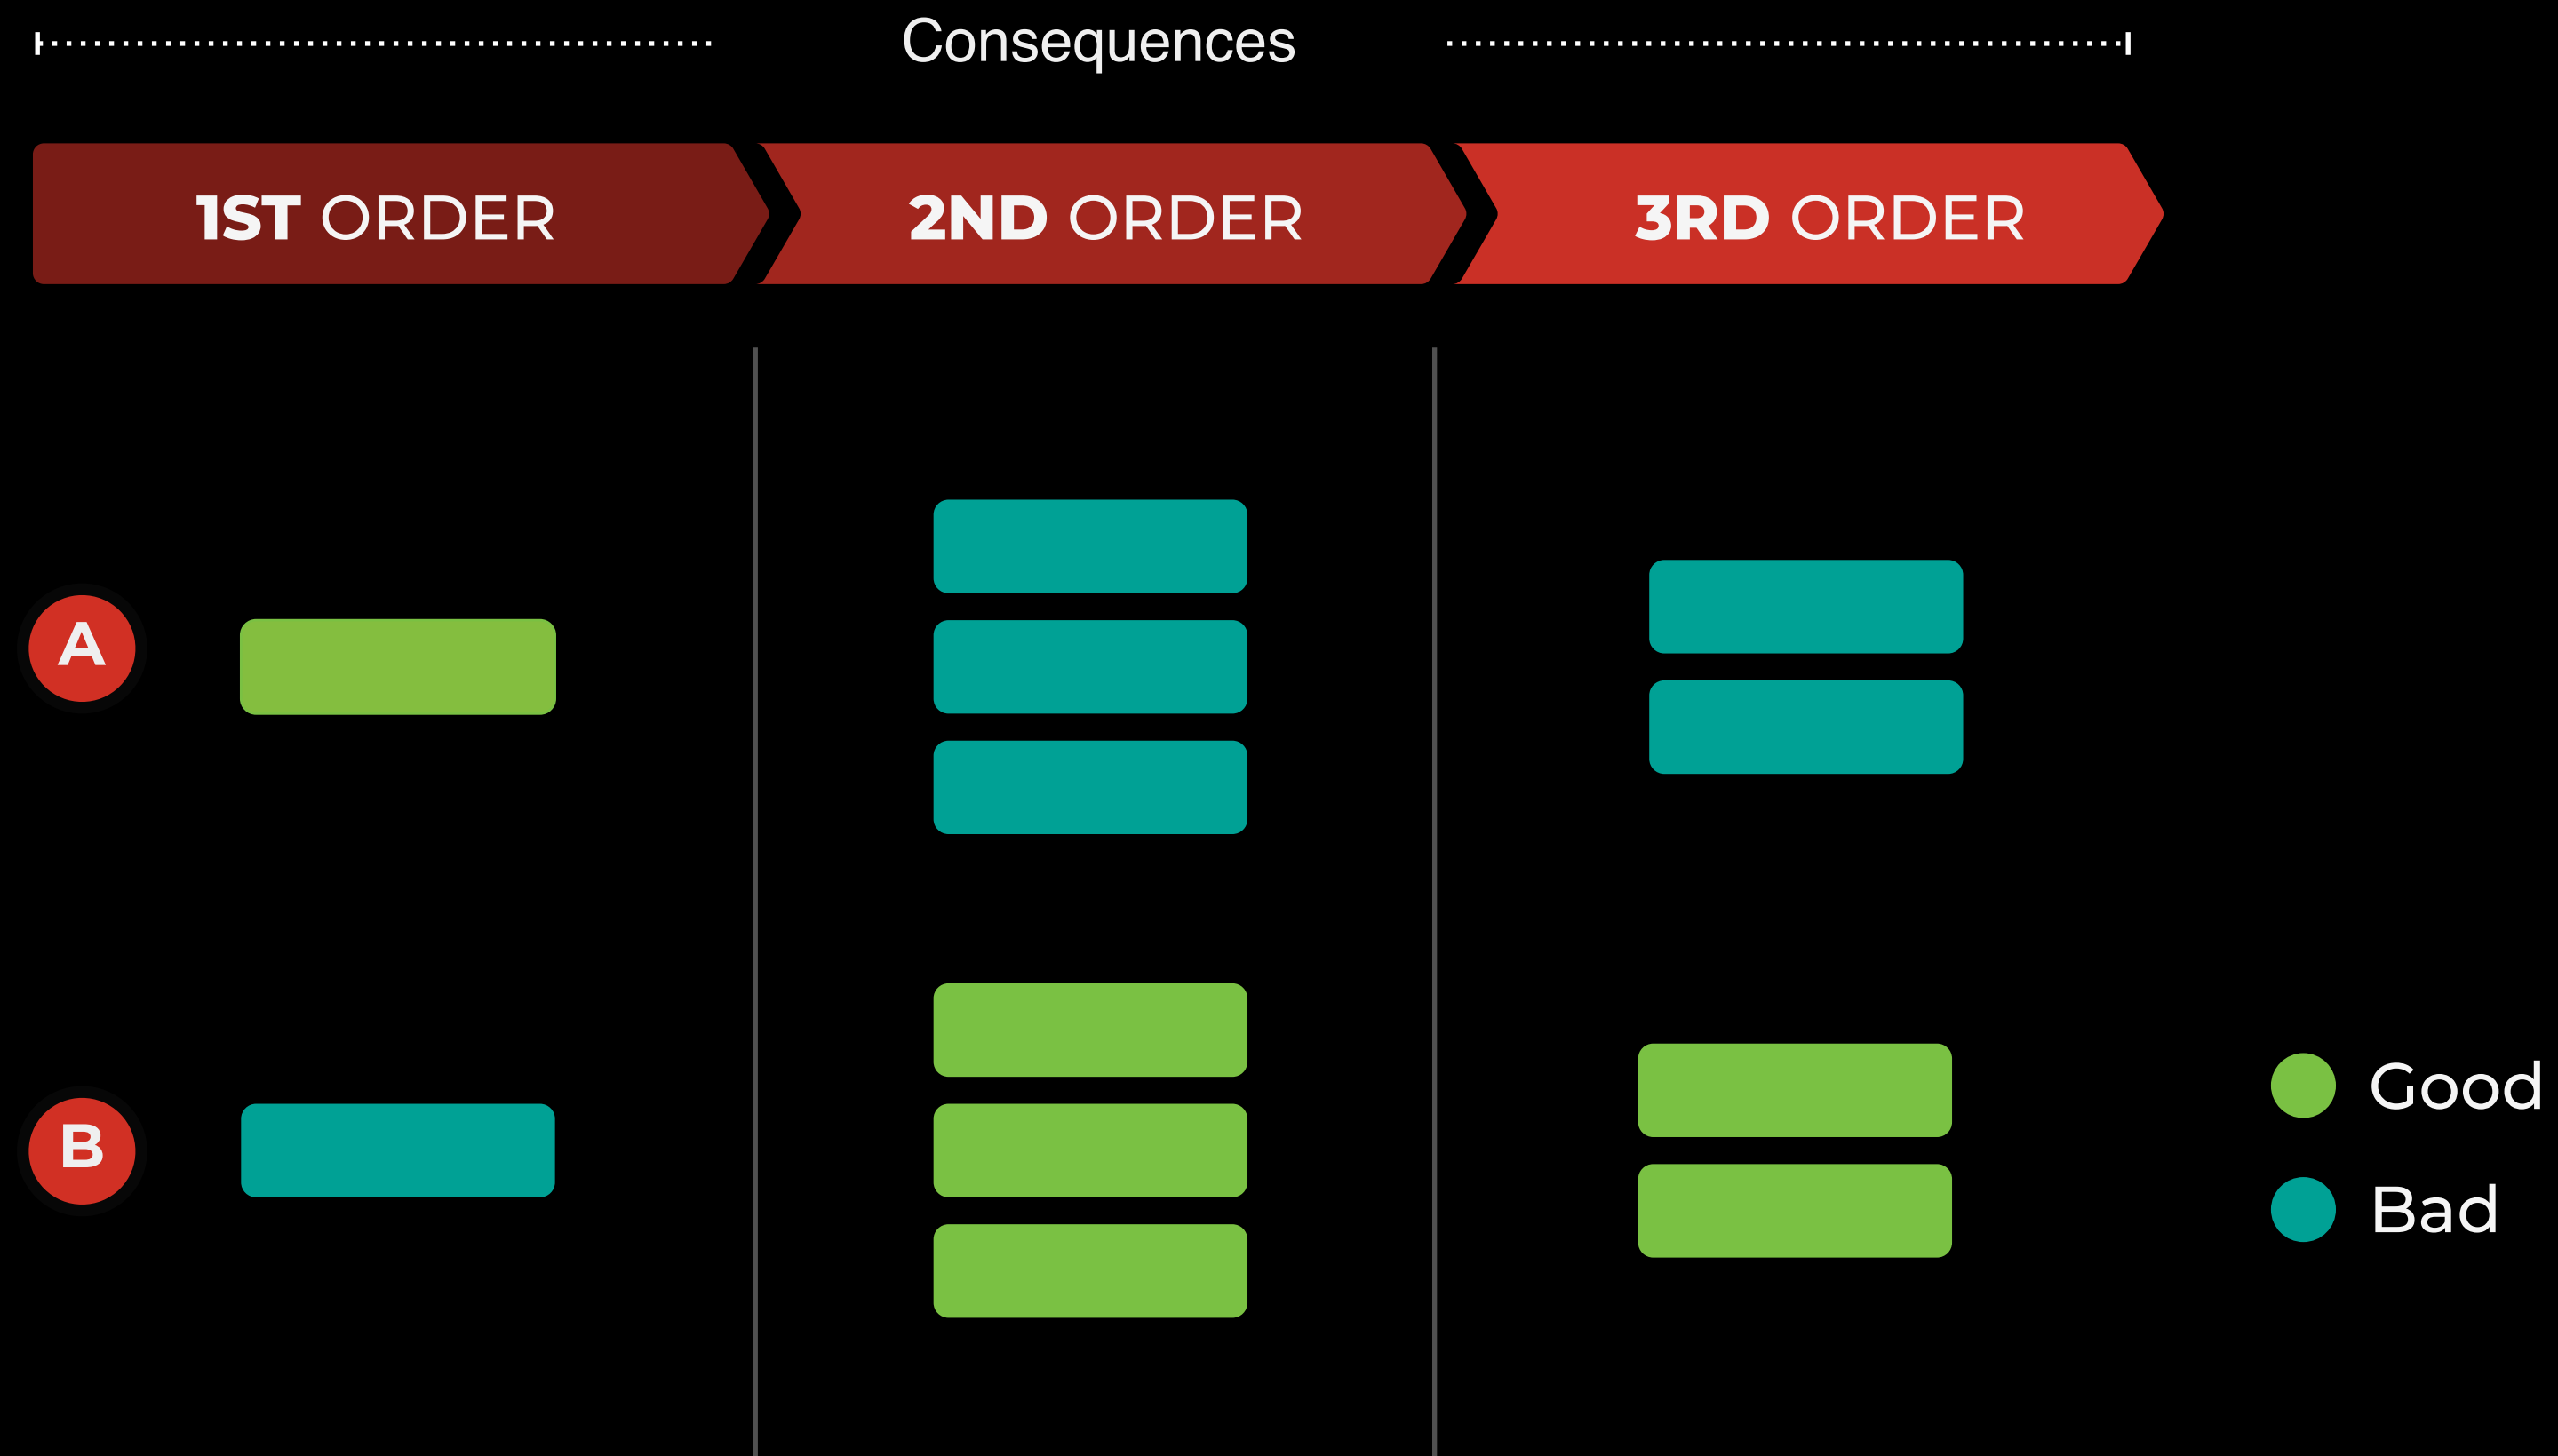 Consequences
1ST ORDER
2ND ORDER
3RD ORDER
A
B
Good
Bad